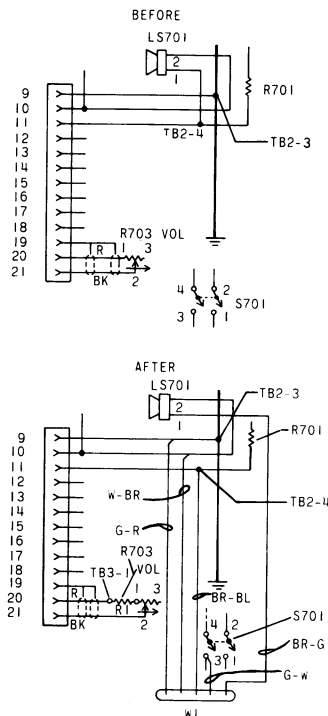 BEFORE
LS701
2
1
9
10
11
12
13
14
15
16
17
18
19
20
21
R701
TB2-4
TB2-3
R703 VOL
R
1
3
BK
2
4
2
S701
3
1
AFTER
LS701
2
1
TB2-3
R701
9
10
11
12
13
14
15
16
17
18
19
20
21
W-BR
G-R
TB2-4
R703
TB3-1
VOL
R
1
3
R1
BK
2
BR-BL
4
2
S701
3
1
BR-G
G-W
W1